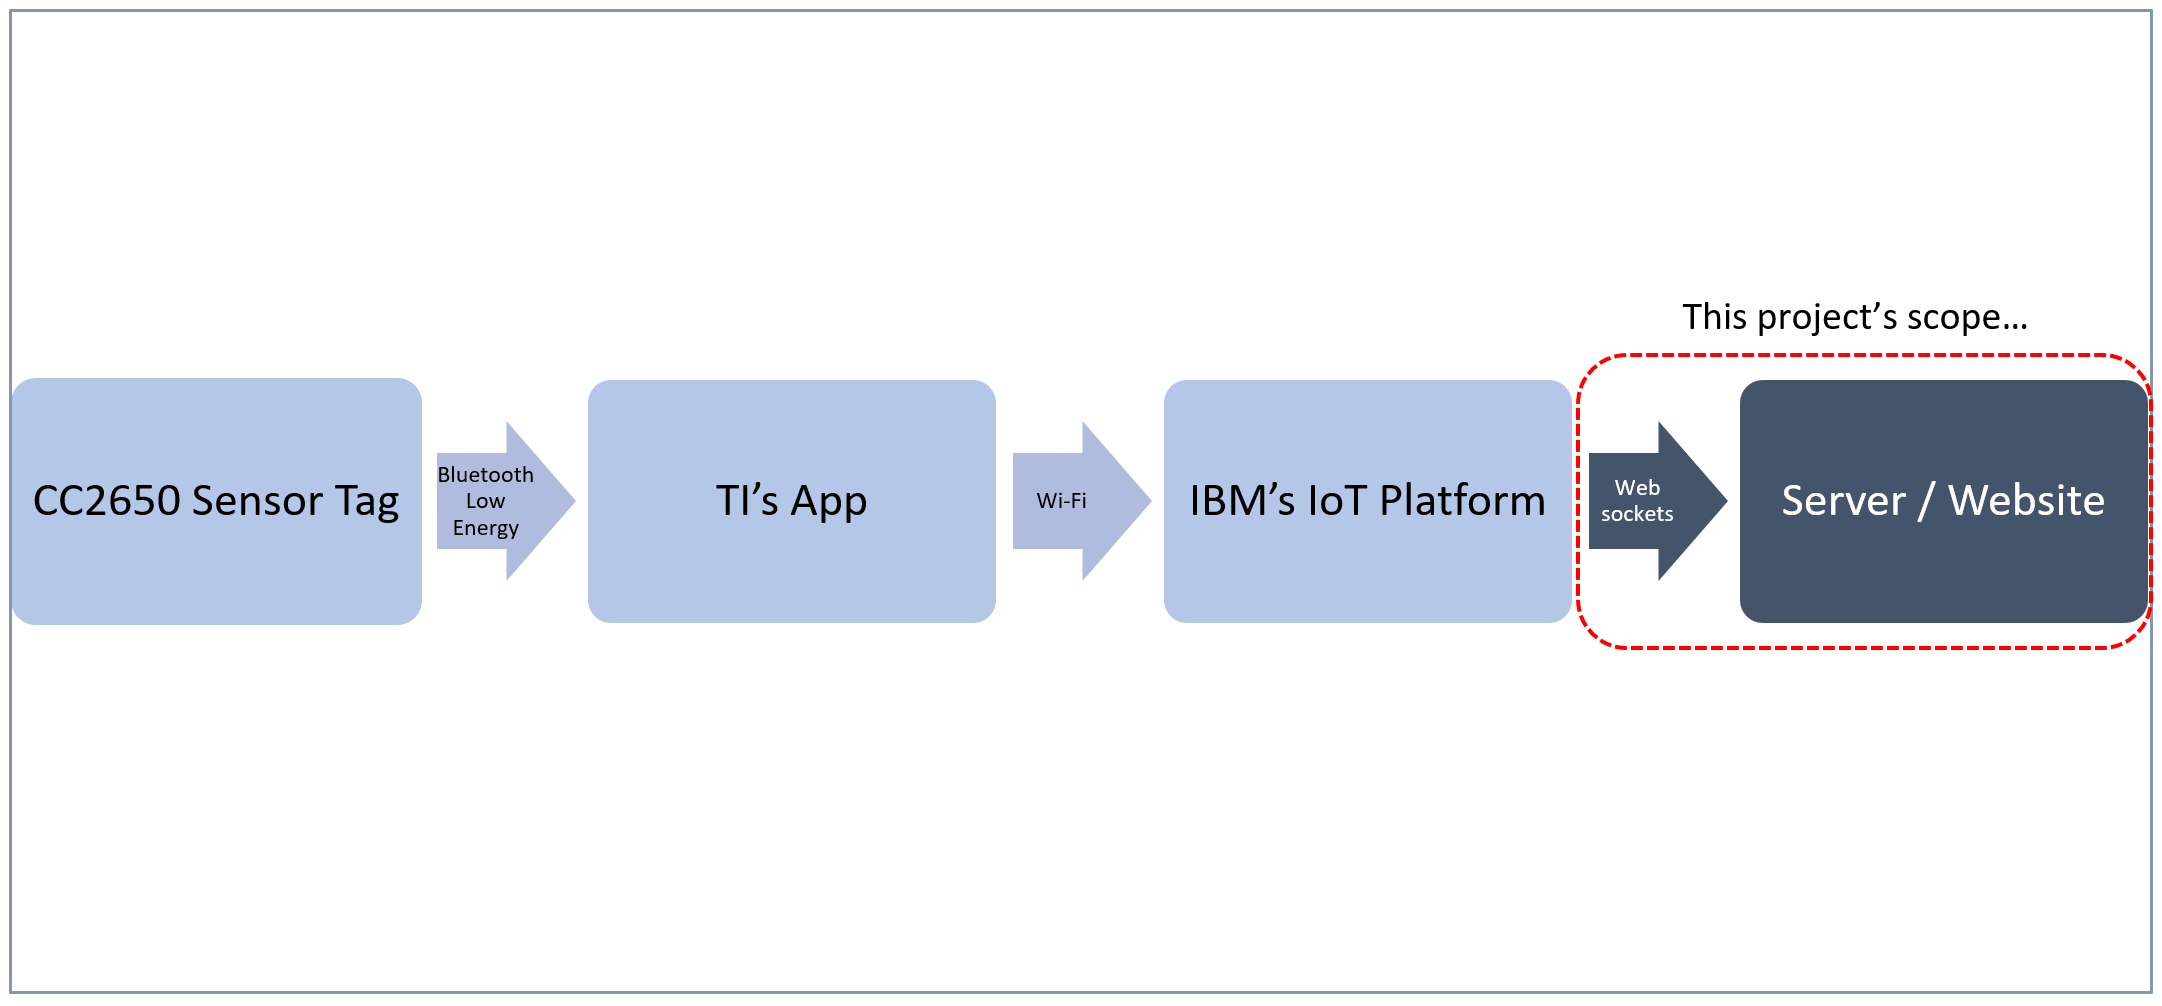 This project’s scope…
CC2650 Sensor Tag
Bluetooth
Low
Energy
TI’s App
Wi-Fi
IBM’s IoT Platform
Web
sockets
Server / Website